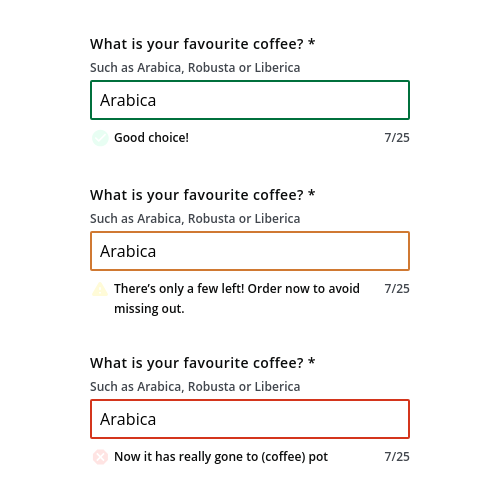 What is your favourite coffee? *
Such as Arabica, Robusta or Liberica
Arabica
Good choice! 7/25
What is your favourite coffee? *
Such as Arabica, Robusta or Liberica
Arabica
There's only a few left! Order now to avoid 7/25
missing out.
What is your favourite coffee? *
Such as Arabica, Robusta or Liberica
Arabica
Now it has really gone to (coffee) pot 7/25